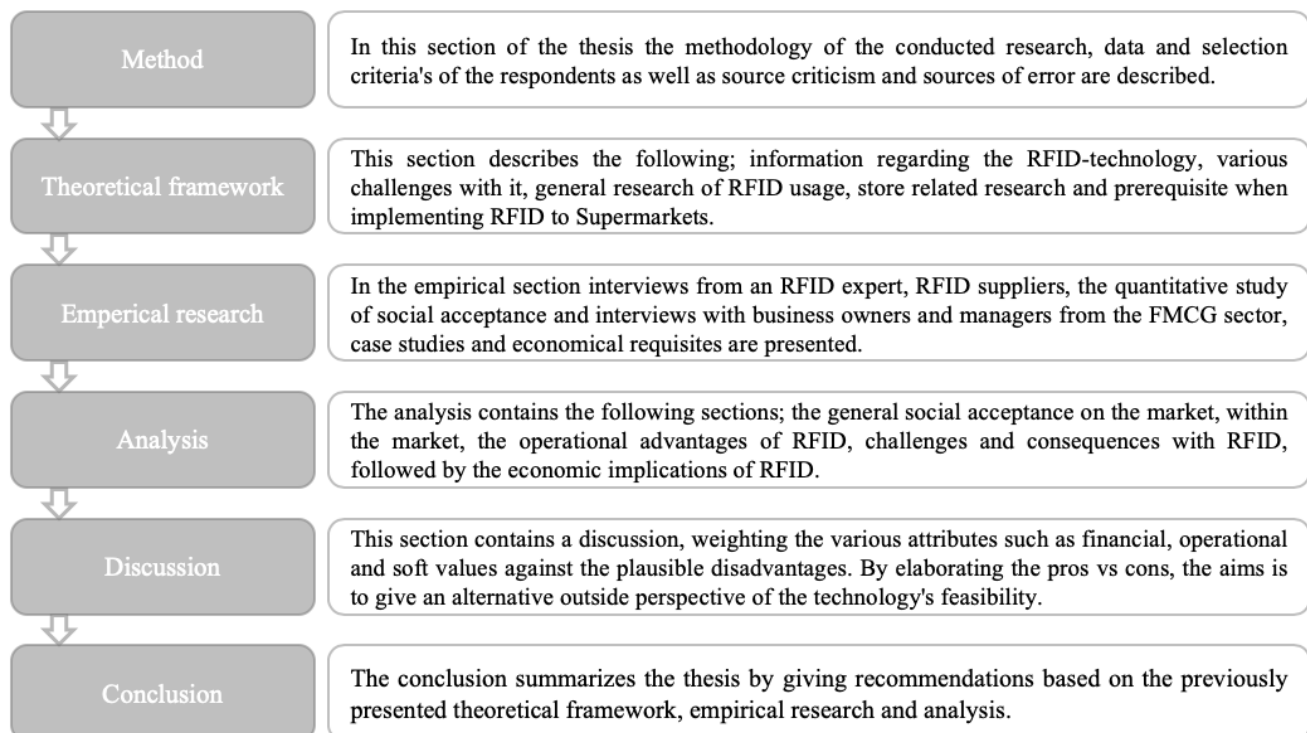 Method
In this section of the thesis the methodology of the conducted research, data and selection
criteria's of the respondents as well as source criticism and sources of error are described.
Theoretical framework
This section describes the following; information regarding the RFID-technology, various
challenges with it, general research of RFID usage, store related research and prerequisite when
implementing RFID to Supermarkets.
Emperical research
In the empirical section interviews from an RFID expert, RFID suppliers, the quantitative study
of social acceptance and interviews with business owners and managers from the FMCG sector,
case studies and economical requisites are presented.
Analysis
The analysis contains the following sections; the general social acceptance on the market, within
the market, the operational advantages of RFID, challenges and consequences with RFID,
followed by the economic implications of RFID.
Discussion
This section contains a discussion, weighting the various attributes such as financial, operational
and soft values against the plausible disadvantages. By elaborating the pros vs cons, the aims is
to give an alternative outside perspective of the technology's feasibility.
Conclusion
The conclusion summarizes the thesis by giving recommendations based on the previously
presented theoretical framework, empirical research and analysis.